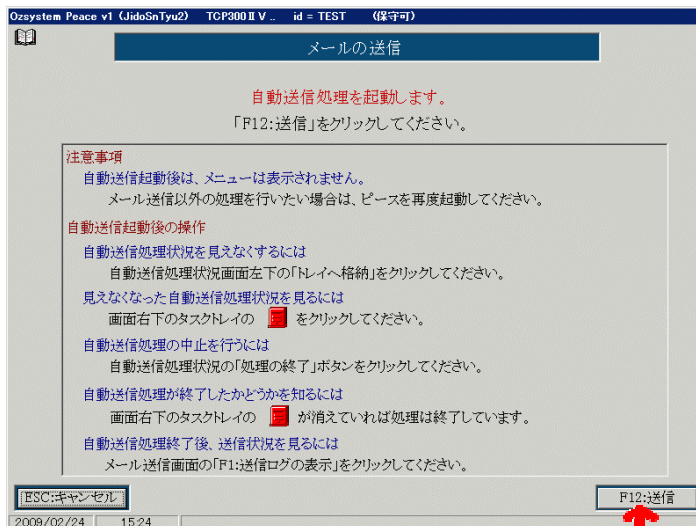 Ozsystem Peace v1 (JidoSnTyu2) TCP300ⅡV .. id = TEST (保守可)
メールの送信
自動送信処理を起動します。
「F12:送信」をクリックしてください。
注意事項
自動送信起動後は、メニューは表示されません。
メール送信以外の処理を行いたい場合は、ピースを再度起動してください。
自動送信起動後の操作
自動送信処理状況を見えなくするには
自動送信処理状況画面左下の「トレイへ格納」をクリックしてください。
見えなくなった自動送信処理状況を見るには
画面右下のタスクトレイの をクリックしてください。
自動送信処理の中止を行うには
自動送信処理状況の「処理の終了」ボタンをクリックしてください。
自動送信処理が終了したかどうかを知るには
画面右下のタスクトレイの が消えていれば処理は終了しています。
自動送信処理終了後、送信状況を見るには
メール送信画面の「F1:送信ログの表示」をクリックしてください。
ESC:キャンセル F12:送信
2009/02/24 15:24